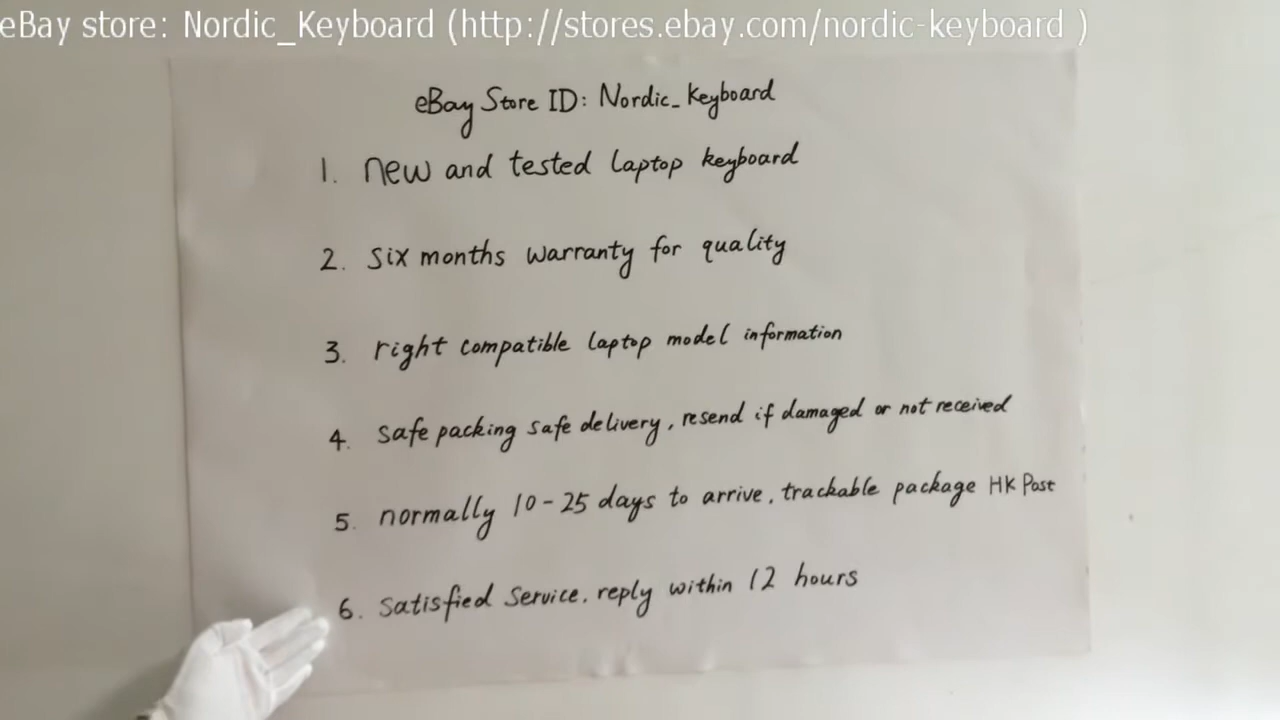 eBay store: Nordic_Keyboard (http://stores.ebay.com/nordic-keyboard )
eBay Store ID: Nordic_Keyboard
1. new and tested laptop keyboard
2. six months warranty for quality
3. right compatible laptop model information
4. safe packing safe delivery, resend if damaged or not received
5. normally 10-25 days to arrive, trackable package HK Post
6. satisfied service. reply within 12 hours